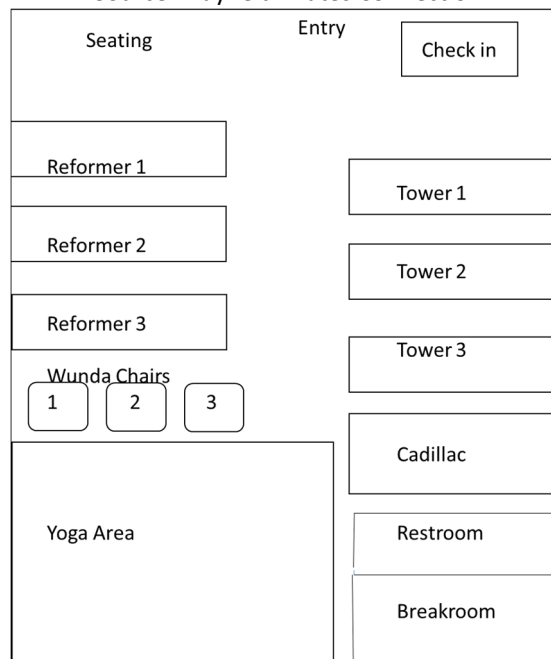 Seating
Entry
Check in
Reformer 1
Tower 1
Reformer 2
Tower 2
Reformer 3
Tower 3
Wunda Chairs
1 2 3
Cadillac
Yoga Area
Restroom
Breakroom